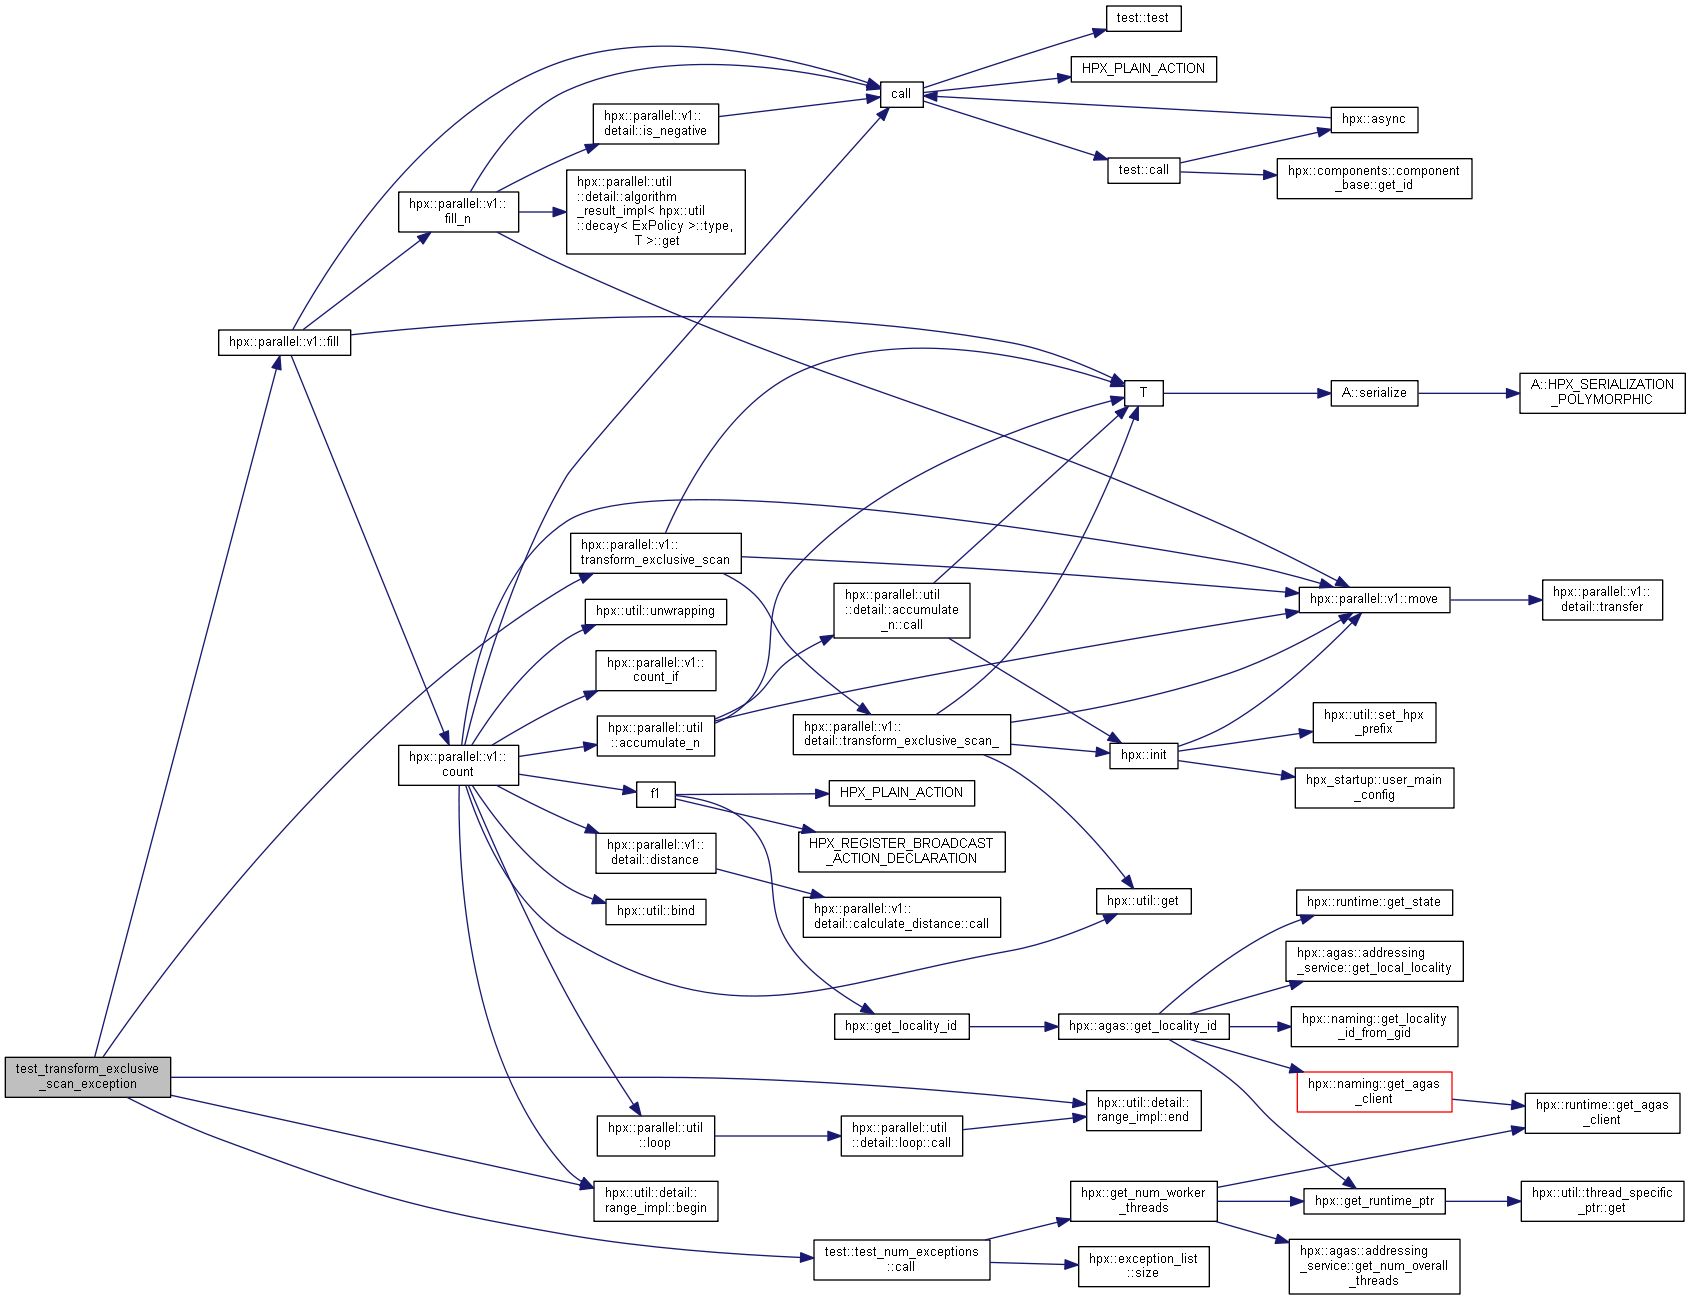 test::test
HPX_PLAIN_ACTION
call
hpx::parallel::v1::
detail::is_negative
hpx::async
test::call
hpx::components::component
_base::get_id
hpx::parallel::util
::detail::algorithm
_result_impl< hpx::util
::decay< ExPolicy >::type,
T >::get
hpx::parallel::v1::
fill_n
hpx::parallel::v1::fill
T
A::serialize
A::HPX_SERIALIZATION
_POLYMORPHIC
hpx::parallel::v1::
transform_exclusive_scan
hpx::util::unwrapping
hpx::parallel::util
::detail::accumulate
_n::call
hpx::parallel::v1::move
hpx::parallel::v1::
detail::transfer
hpx::parallel::v1::
count_if
hpx::parallel::util
::accumulate_n
hpx::parallel::v1::
detail::transform_exclusive_scan_
hpx::util::set_hpx
_prefix
hpx::init
hpx::parallel::v1::
count
hpx_startup::user_main
_config
f1
HPX_PLAIN_ACTION
HPX_REGISTER_BROADCAST
_ACTION_DECLARATION
hpx::parallel::v1::
detail::distance
hpx::util::bind
hpx::parallel::v1::
detail::calculate_distance::call
hpx::util::get
hpx::runtime::get_state
hpx::agas::addressing
_service::get_local_locality
hpx::get_locality_id
hpx::agas::get_locality_id
hpx::naming::get_locality
_id_from_gid
test_transform_exclusive
_scan_exception
hpx::naming::get_agas
_client
hpx::util::detail::
range_impl::end
hpx::runtime::get_agas
_client
hpx::parallel::util
::loop
hpx::parallel::util
::detail::loop::call
hpx::util::detail::
range_impl::begin
hpx::get_num_worker
_threads
hpx::get_runtime_ptr
hpx::util::thread_specific
_ptr::get
test::test_num_exceptions
::call
hpx::exception_list
::size
hpx::agas::addressing
_service::get_num_overall
_threads